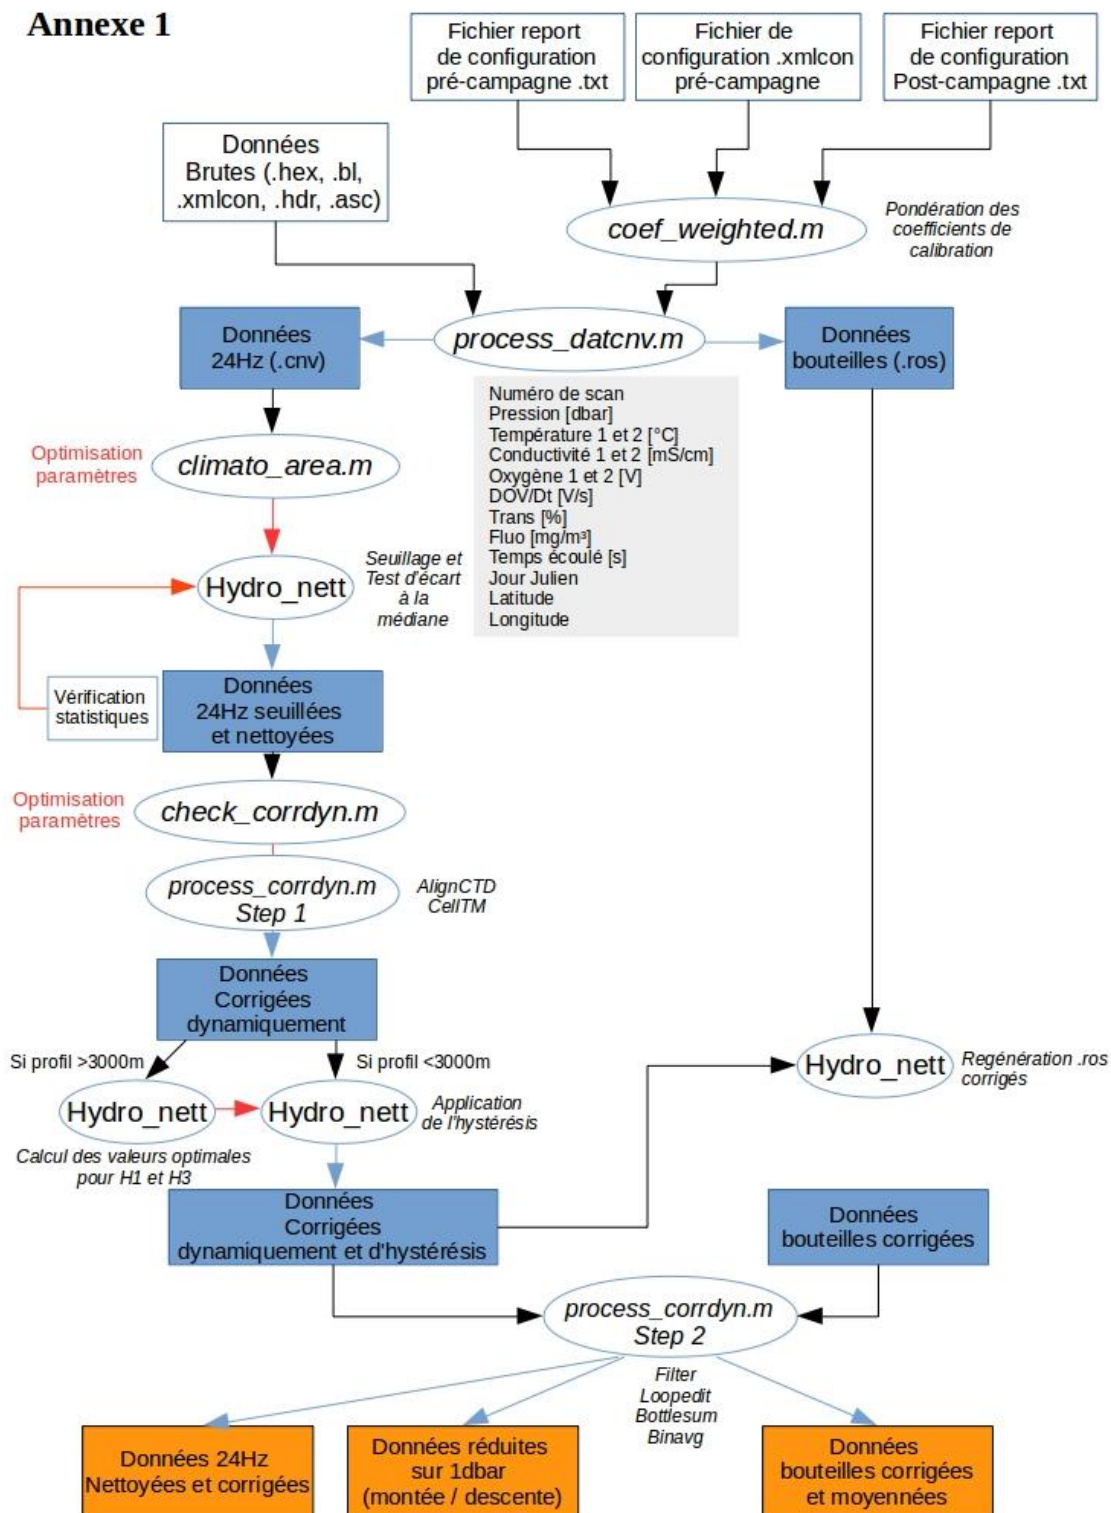 Annexe 1
Fichier report
de configuration
pré-campagne .txt
Fichier de
configuration .xmlcon
pré-campagne
Fichier report
de configuration
Post-campagne .txt
Données
Brutes (.hex, .bl,
.xmlcon, .hdr, .asc)
coef_weighted.m
Pondération des
coefficients de
calibration
Données
24Hz (.cnv)
process_datcnv.m
Données
bouteilles (.ros)
Numéro de scan
Pression [dbar]
Température 1 et 2 [°C]
Conductivité 1 et 2 [mS/cm]
Oxygène 1 et 2 [V]
DOV/Dt [V/s]
Trans [%]
Fluo [mg/m³]
Temps écoulé [s]
Jour Julien
Latitude
Longitude
Optimisation
paramètres
climato_area.m
Hydro_nett
Seuillage et
Test d'écart
à la
médiane
Vérification
statistiques
Données
24Hz seuillées
et nettoyées
Optimisation
paramètres
check_corrdyn.m
process_corrdyn.m
Step 1
AlignCTD
CellTM
Données
Corrigées
dynamiquement
Si profil >3000m
Si profil <3000m
Hydro_nett
Hydro_nett
Application
de l'hystérésis
Calcul des valeurs optimales
pour H1 et H3
Hydro_nett
Regénération .ros
corrigés
Données
Corrigées
dynamiquement et d'hystérésis
Données
bouteilles corrigées
process_corrdyn.m
Step 2
Filter
Loopedit
Bottlesum
Binavg
Données 24Hz
Nettoyées et corrigées
Données réduites
sur 1dbar
(montée / descente)
Données
bouteilles corrigées
et moyennées